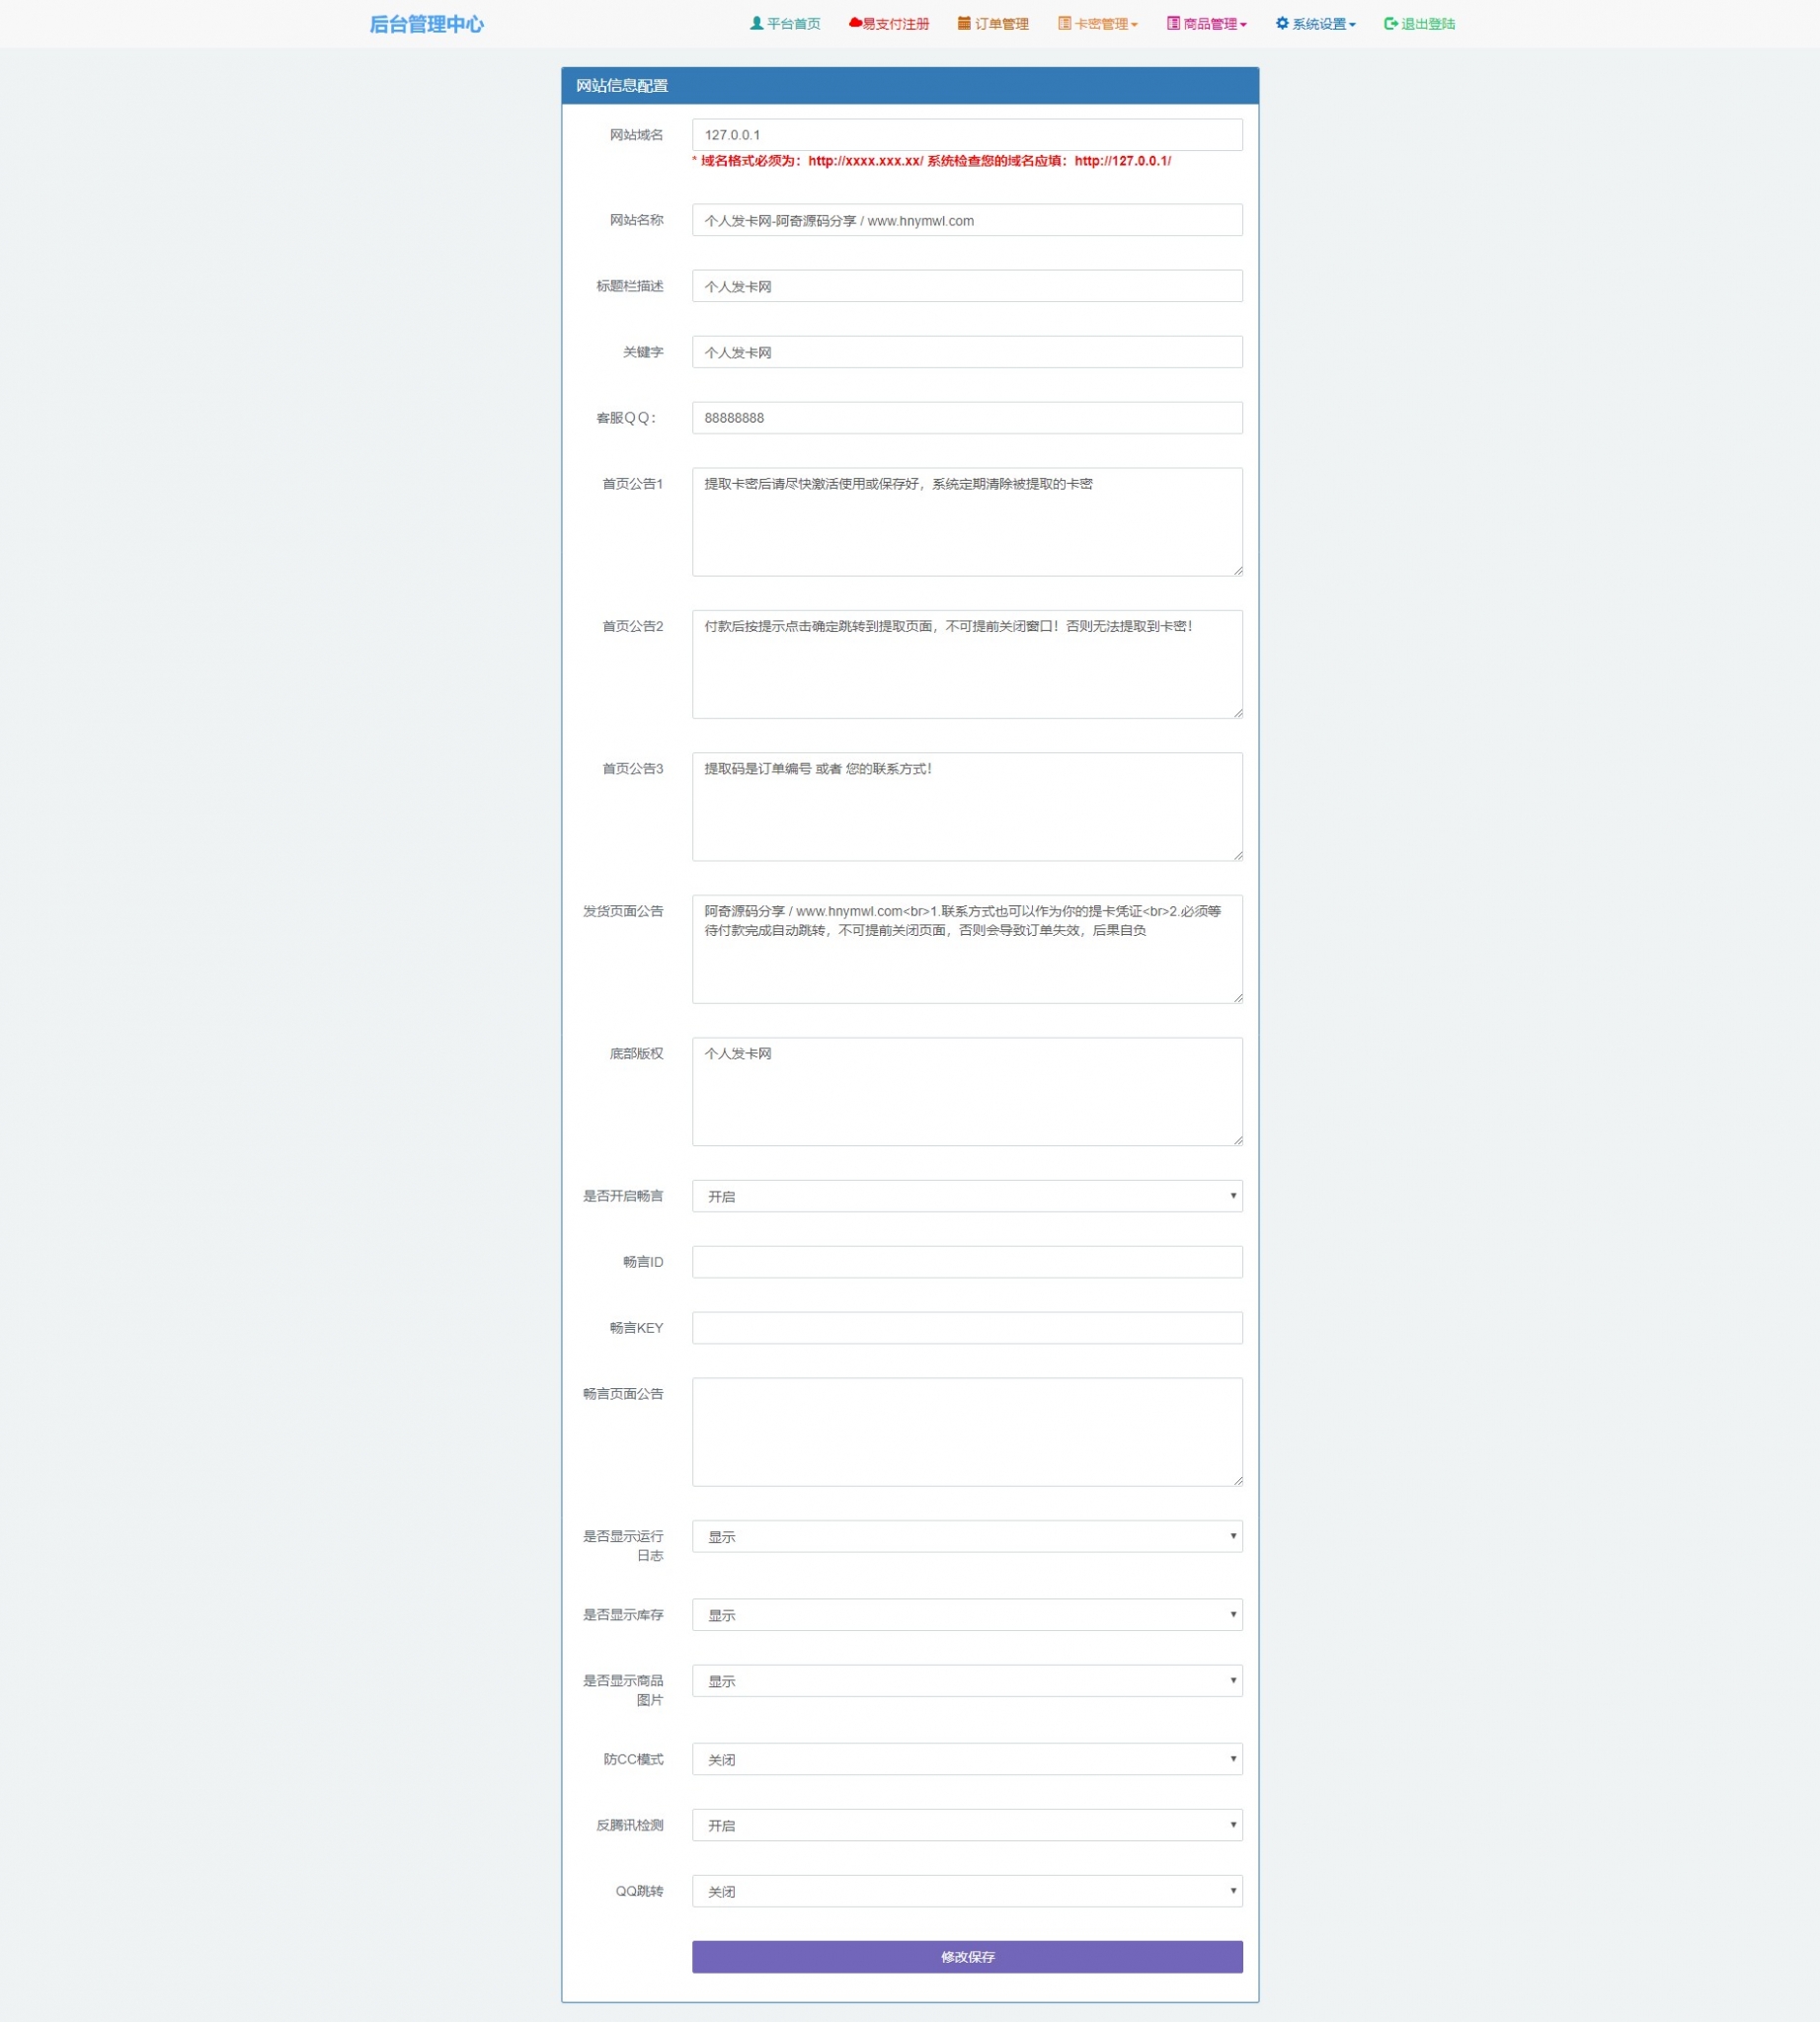 后台管理中心
平台首页
易支付注册
订单管理
卡密管理
商品管理
系统设置
退出登陆
网站信息配置
网站域名
127.0.0.1
* 域名格式必须为：http://xxxx.xxx.xx/ 系统检查您的域名应填：http://127.0.0.1/
网站名称
个人发卡网-阿奇源码分享 / www.hnymwl.com
标题栏描述
个人发卡网
关键字
个人发卡网
客服ＱＱ：
88888888
首页公告1
提取卡密后请尽快激活使用或保存好，系统定期清除被提取的卡密
首页公告2
付款后按提示点击确定跳转到提取页面，不可提前关闭窗口！否则无法提取到卡密！
首页公告3
提取码是订单编号 或者 您的联系方式！
发货页面公告
阿奇源码分享 / www.hnymwl.com<br>1.联系方式也可以作为你的提卡凭证<br>2.必须等
待付款完成自动跳转，不可提前关闭页面，否则会导致订单失效，后果自负
底部版权
个人发卡网
是否开启畅言
开启
畅言ID
畅言KEY
畅言页面公告
是否显示运行
日志
显示
是否显示库存
显示
是否显示商品
图片
显示
防CC模式
关闭
反腾讯检测
开启
QQ跳转
关闭
修改保存